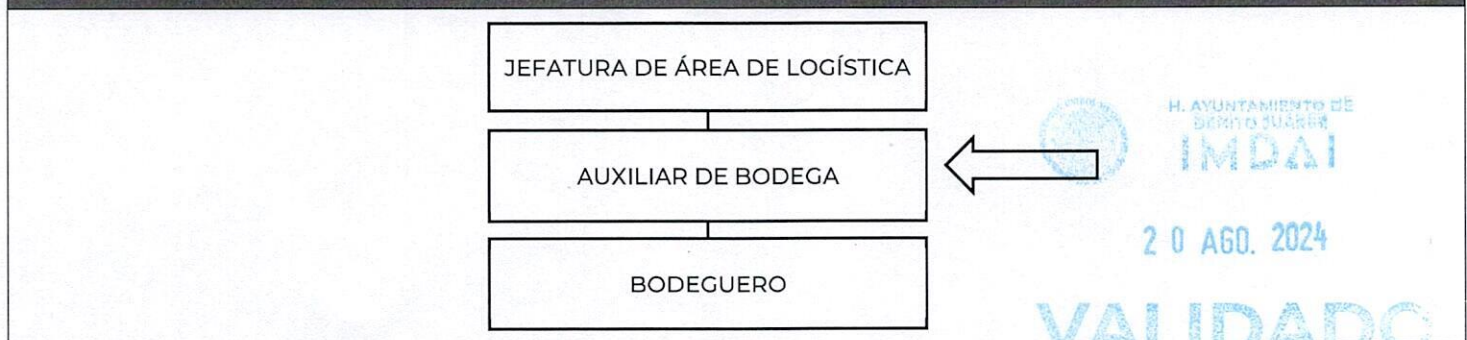 JEFATURA DE ÁREA DE LOGÍSTICA
AUXILIAR DE BODEGA
BODEGUERO
H. AYUNTAMIENTO DE
BENITO JUÁREZ
IMDAI
20 AGO. 2024
VALIDADO